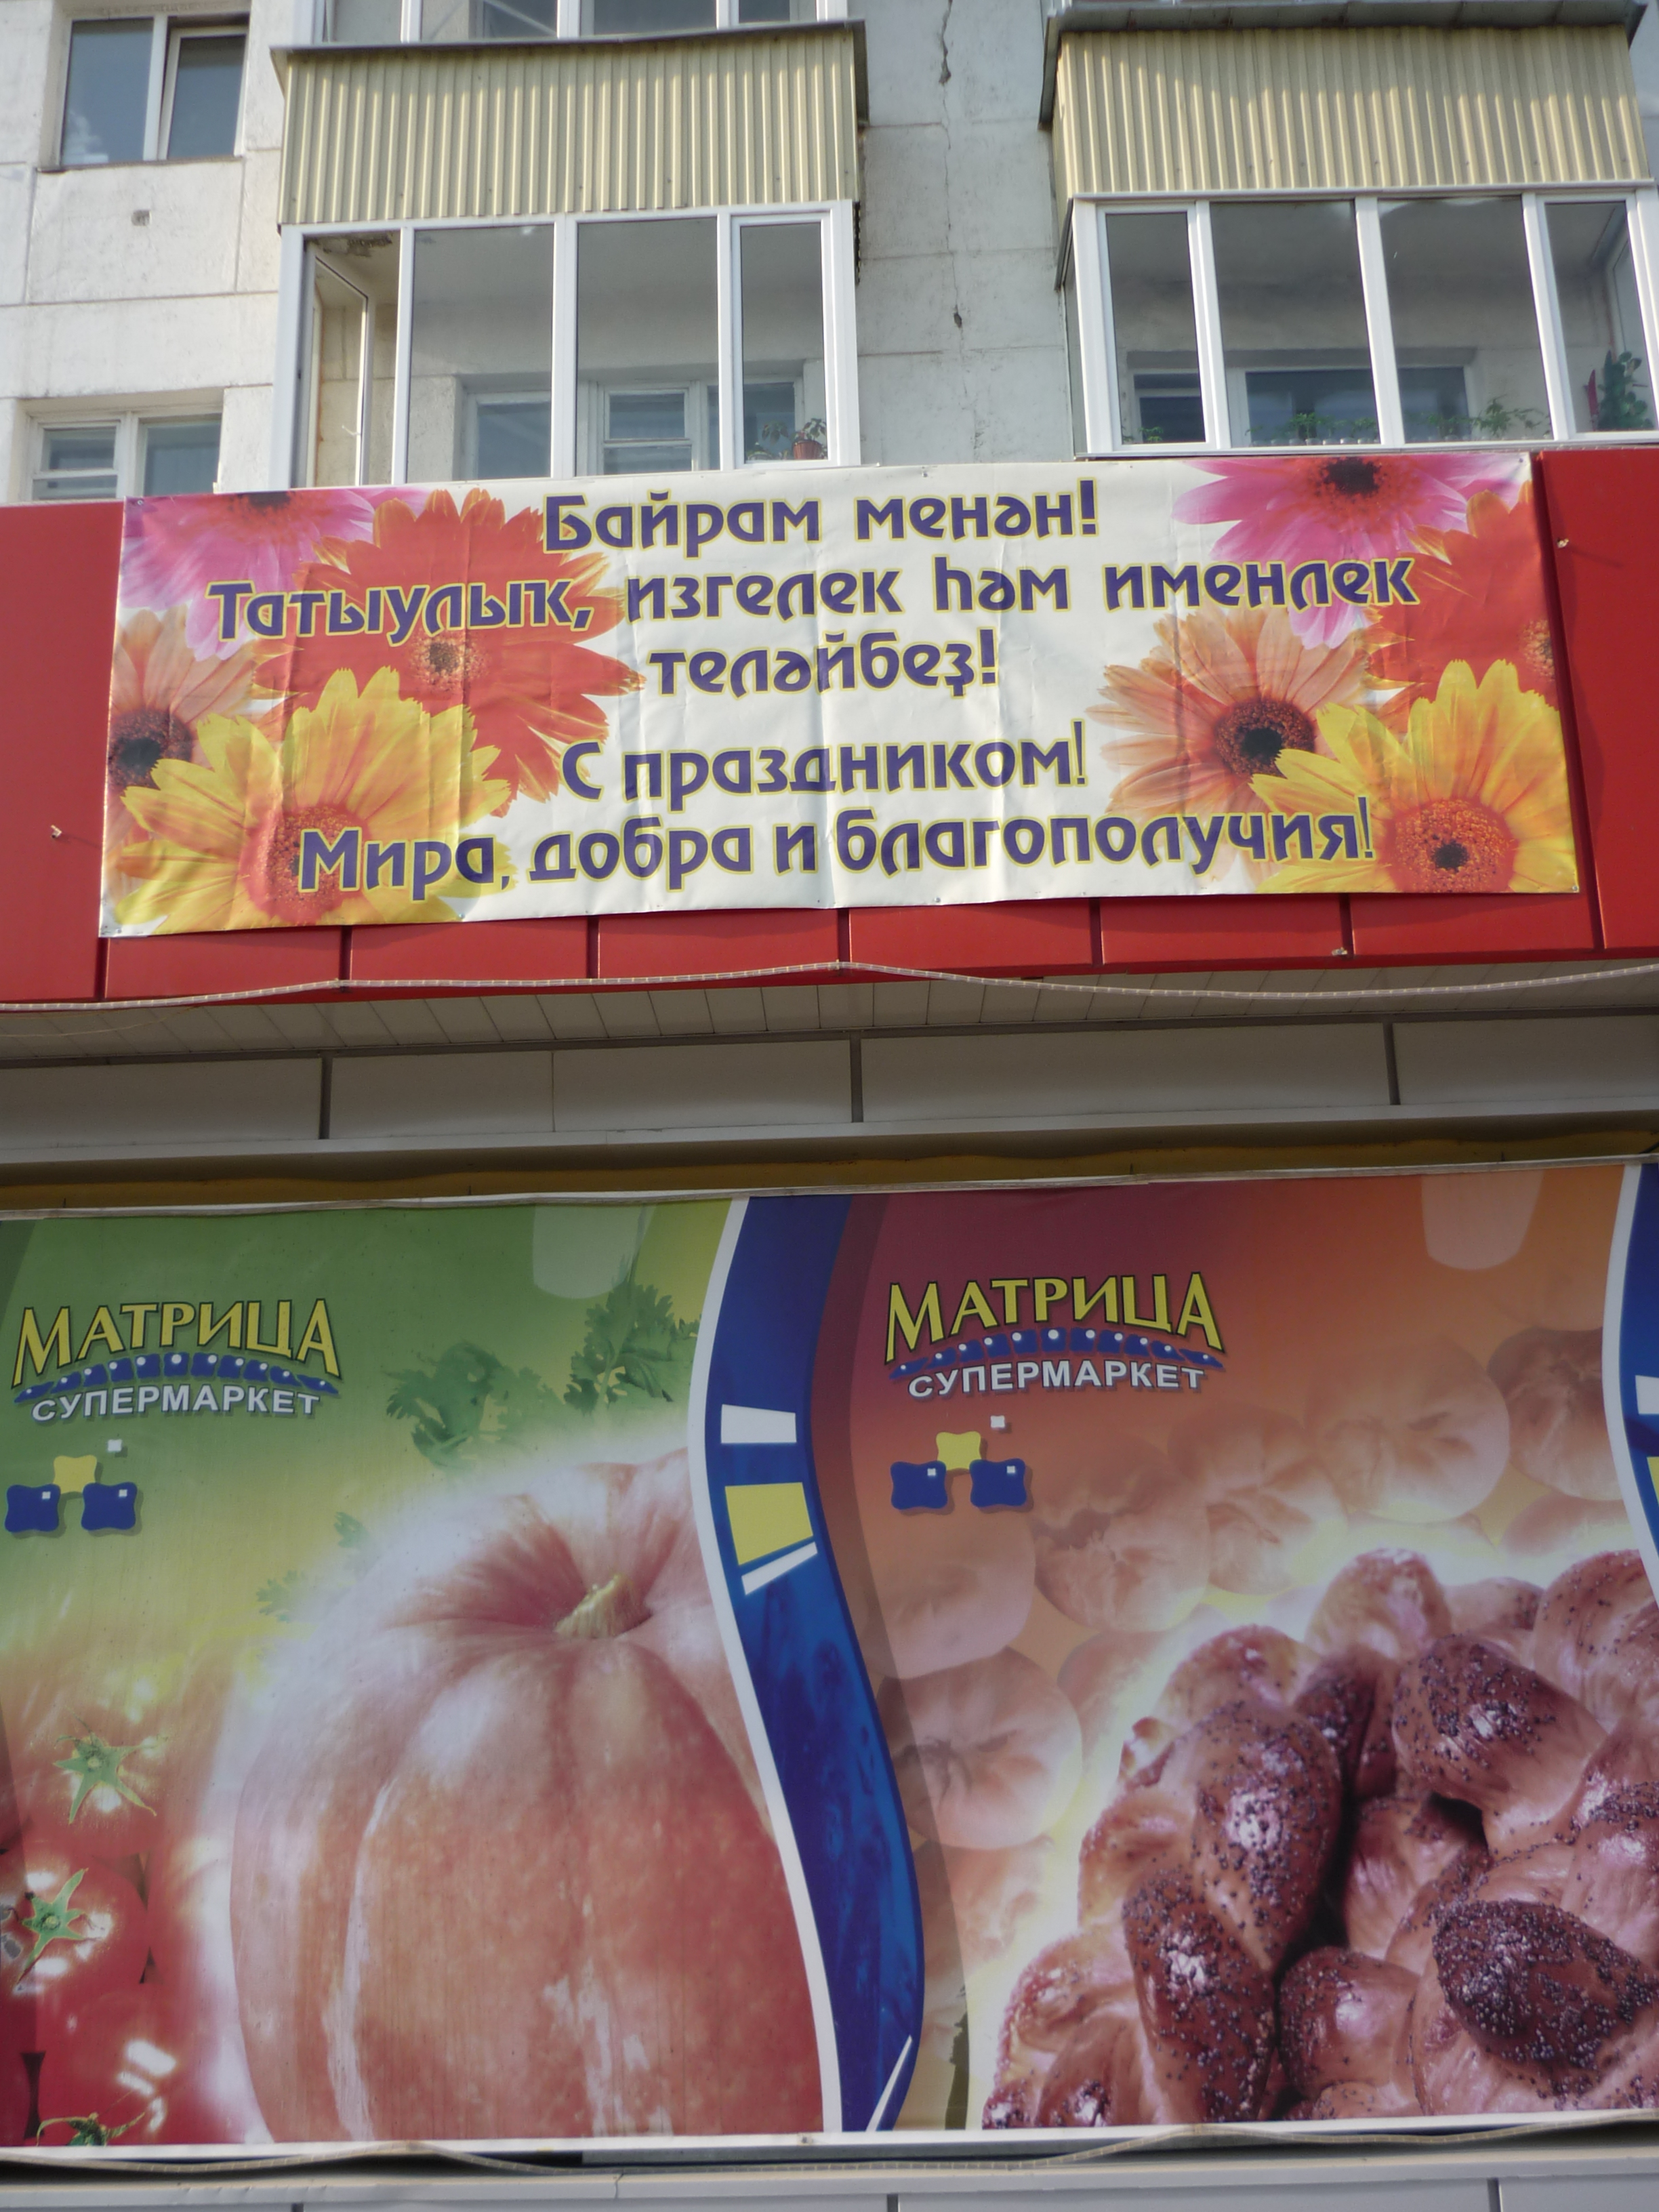 Байрам менән!
Татыулыҡ, изгелек һәм именлек
теләйбеҙ!
С праздником!
Мира, добра и благополучия!
МАТРИЦА
СУПЕРМАРКЕТ
МАТРИЦА
СУПЕРМАРКЕТ